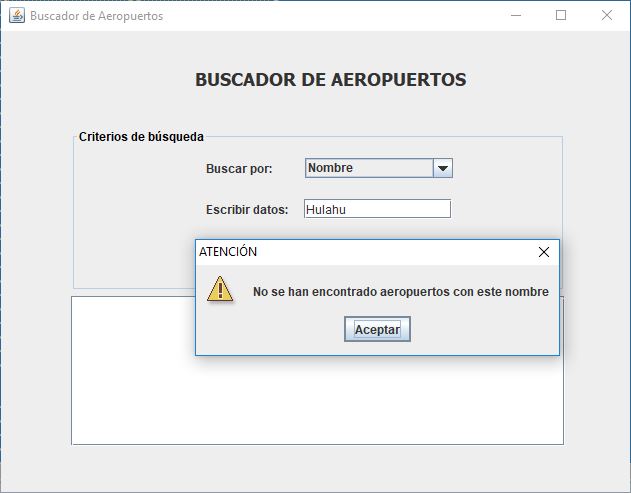 Buscador de Aeropuertos
BUSCADOR DE AEROPUERTOS
Criterios de búsqueda
Buscar por:
Nombre
Escribir datos:
Hulahu
ATENCIÓN
No se han encontrado aeropuertos con este nombre
Aceptar